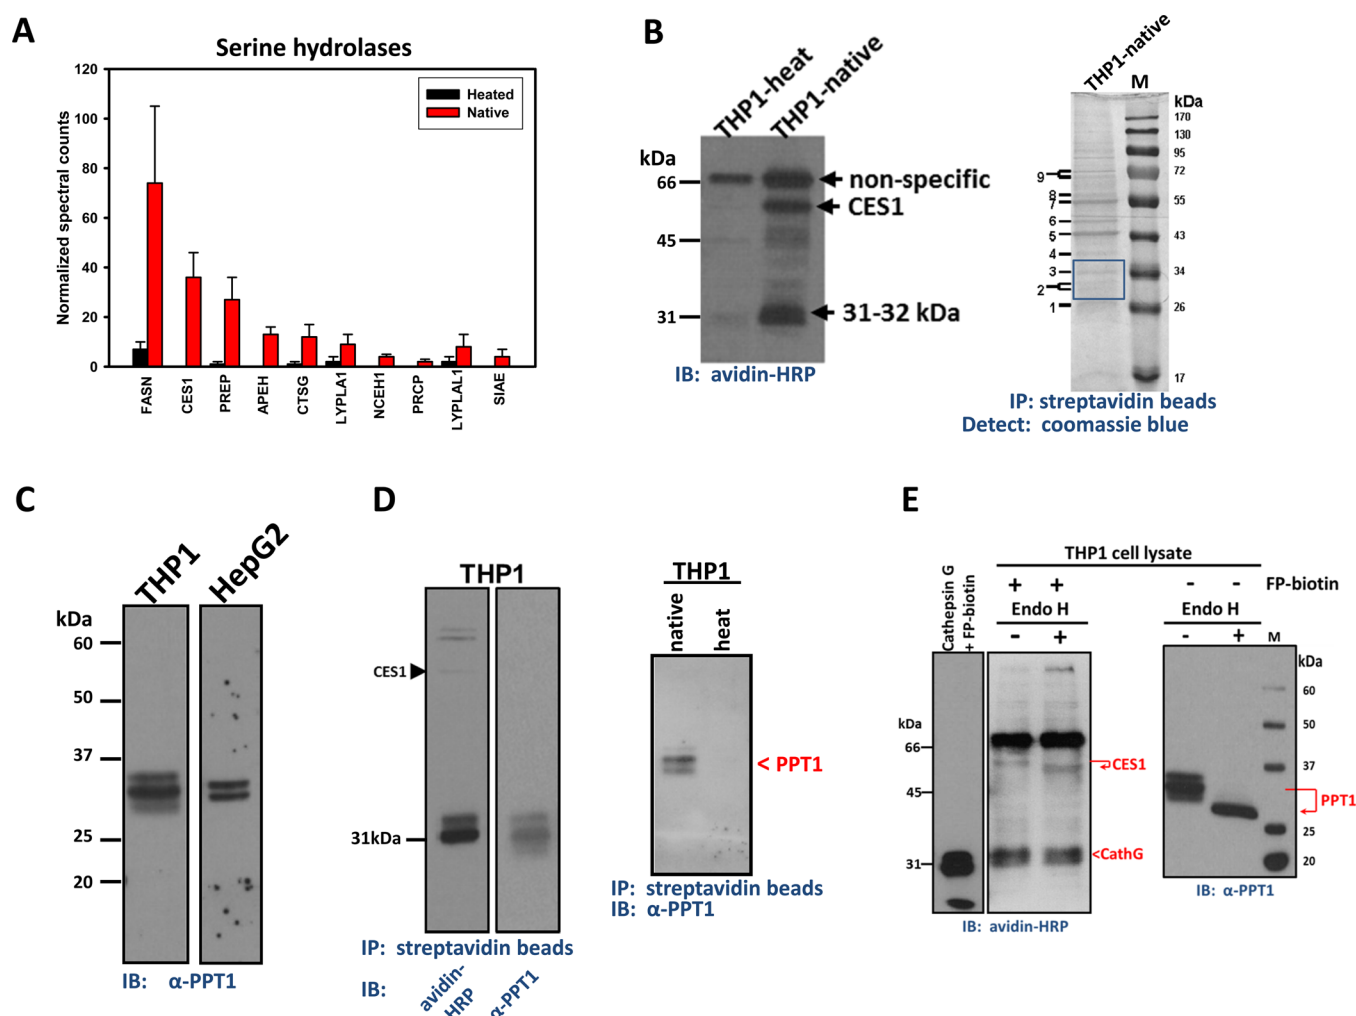 A
Serine hydrolases
Normalized spectral counts
120
100
80
60
40
20
0
Heated
Native
FASN
CES1
PREP
APEH
CTSG
LYPLA1
NCEH1
PRCP
LYPLAL1
SIAE
B
THP1-heat
THP1-native
kDa
66
45
31
non-specific
CES1
31-32 kDa
IB: avidin-HRP
THP1-native
M
kDa
170
130
95
72
55
43
34
26
17
9
8
7
6
5
4
3
2
1
IP: streptavidin beads
Detect: coomassie blue
C
THP1
HepG2
kDa
60
50
37
25
20
IB: α-PPT1
D
THP1
CES1
31kDa
IP: streptavidin beads
IB:
avidin-
HRP
α-PPT1
THP1
native
heat
< PPT1
IP: streptavidin beads
IB: α-PPT1
E
THP1 cell lysate
Cathepsin G
+ FP-biotin
+ +
- -
FP-biotin
Endo H
- +
Endo H
- +
M
kDa
66
45
31
CES1
<CathG
IB: avidin-HRP
kDa
60
50
37
25
20
PPT1
IB: α-PPT1